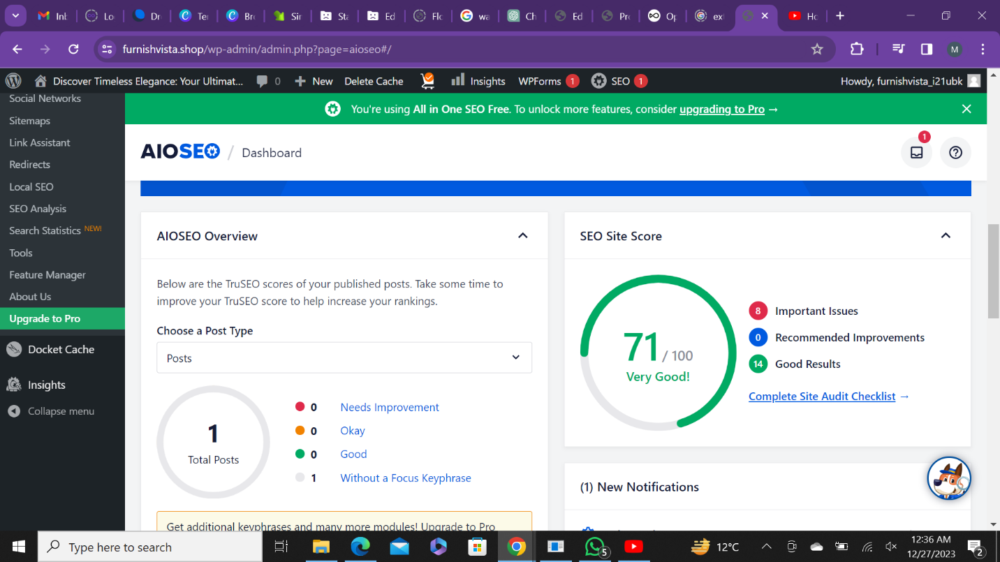 Inb
Lo
Dr
Te
Br
Sir
Sta
Ed
Flo
wa
Ch
Ed
Pr
Op
ex
Ho
furnishvista.shop/wp-admin/admin.php?page=aioseo#/
M
Discover Timeless Elegance: Your Ultimat...
0
New
Delete Cache
Insights
WPForms 1
SEO 1
Howdy, furnishvista_i21ubk
Social Networks
Sitemaps
Link Assistant
Redirects
Local SEO
SEO Analysis
Search Statistics NEW!
Tools
Feature Manager
About Us
Upgrade to Pro
Docket Cache
Insights
Collapse menu
You're using All in One SEO Free. To unlock more features, consider upgrading to Pro →
AIOSEO / Dashboard
1
AIOSEO Overview
Below are the TruSEO scores of your published posts. Take some time to
improve your TruSEO score to help increase your rankings.
Choose a Post Type
Posts
1
Total Posts
0 Needs Improvement
0 Okay
0 Good
1 Without a Focus Keyphrase
Get additional keyphrases and many more modules! Upgrade to Pro
SEO Site Score
71 / 100
Very Good!
8 Important Issues
0 Recommended Improvements
14 Good Results
Complete Site Audit Checklist →
(1) New Notifications
Type here to search
5
12°C
12:36 AM
12/27/2023
2